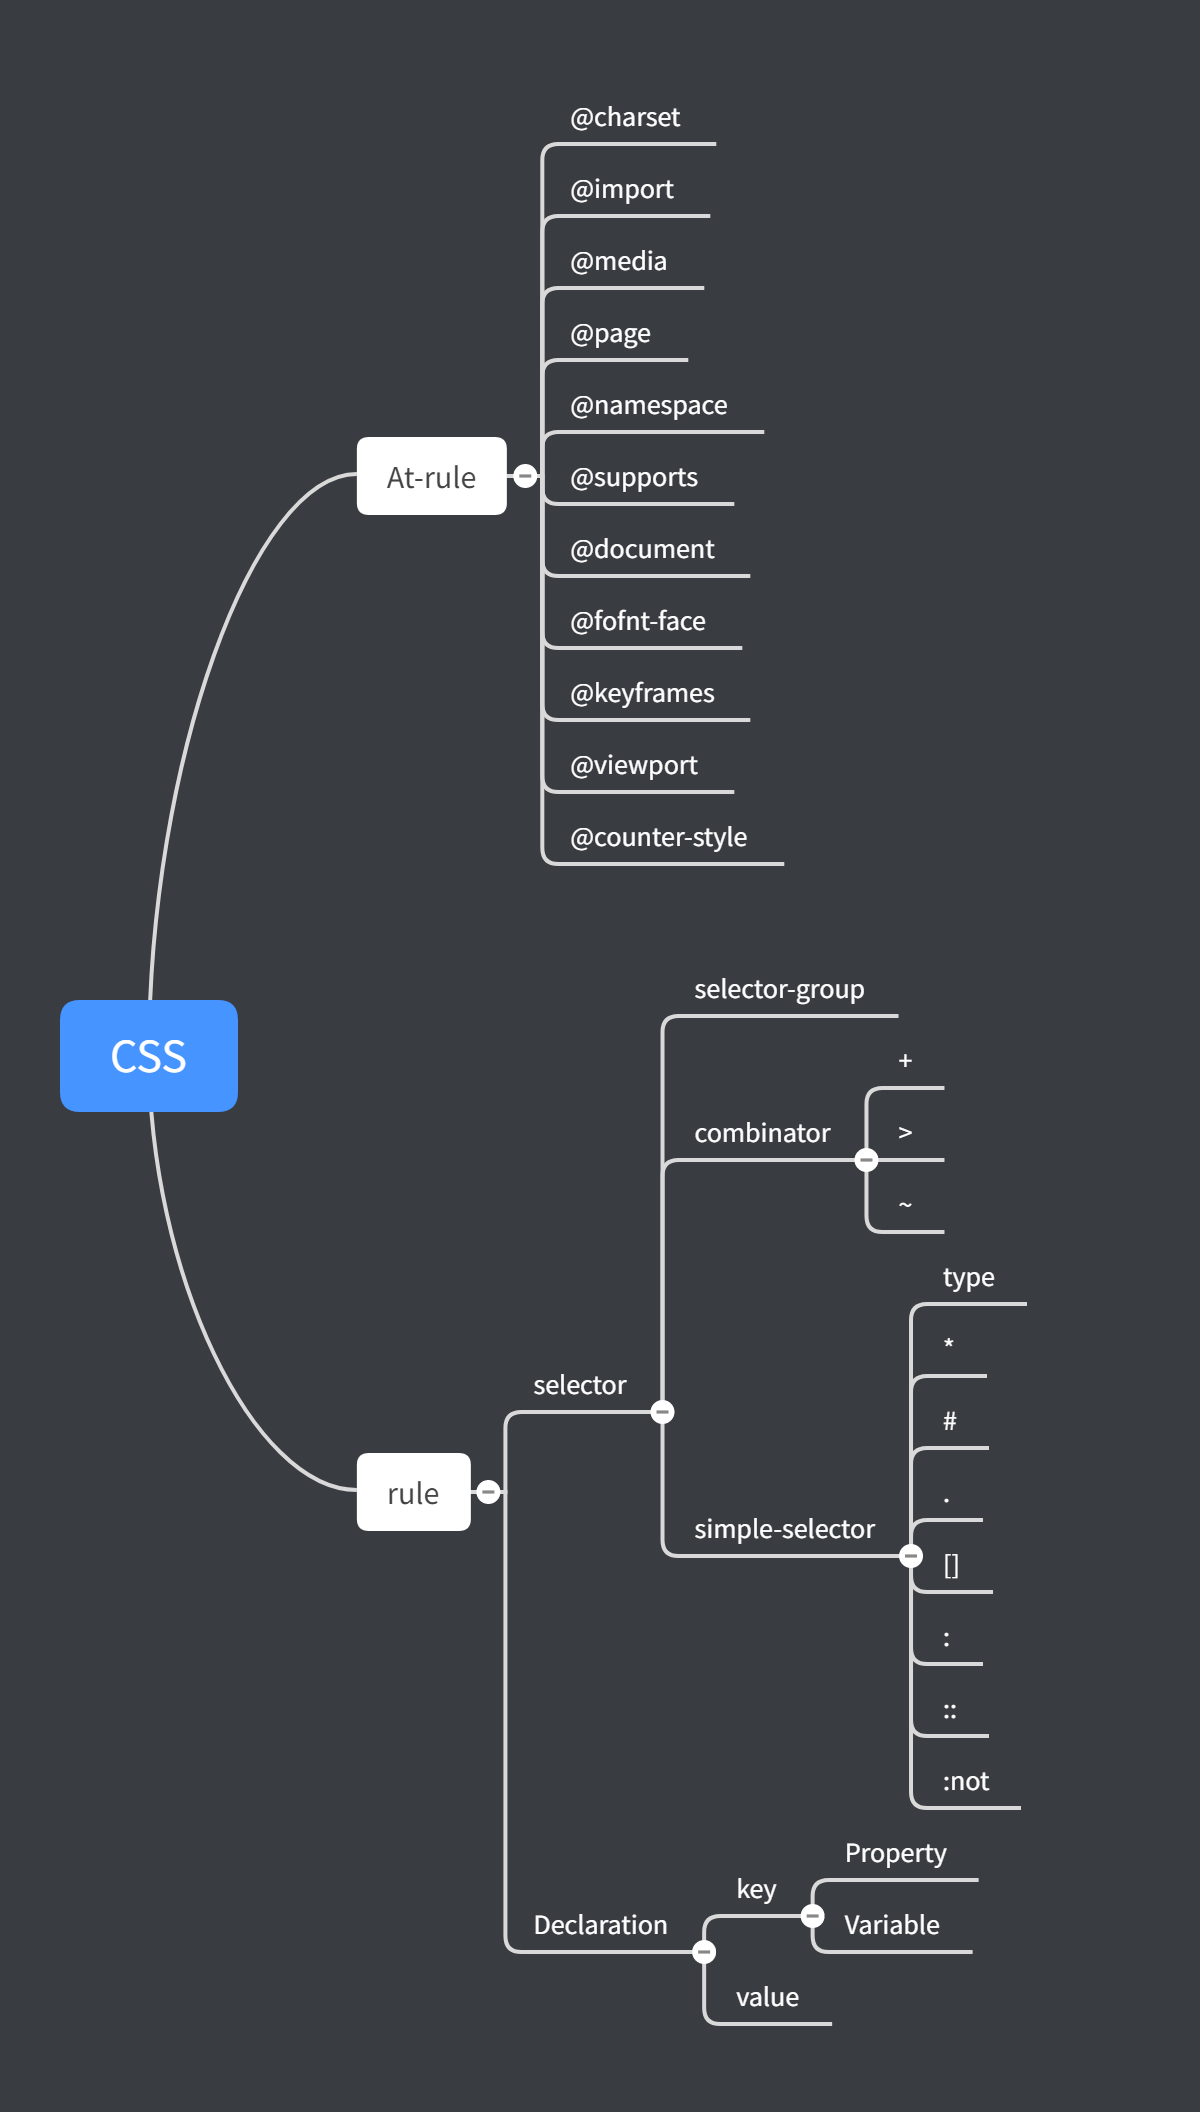 @charset
@import
@media
@page
@namespace
At-rule
@supports
@document
@fofnt-face
@keyframes
@viewport
@counter-style
CSS
selector-group
+
combinator
>
~
type
*
#
.
[]
:
::
:not
selector
simple-selector
rule
Property
key
Variable
Declaration
value